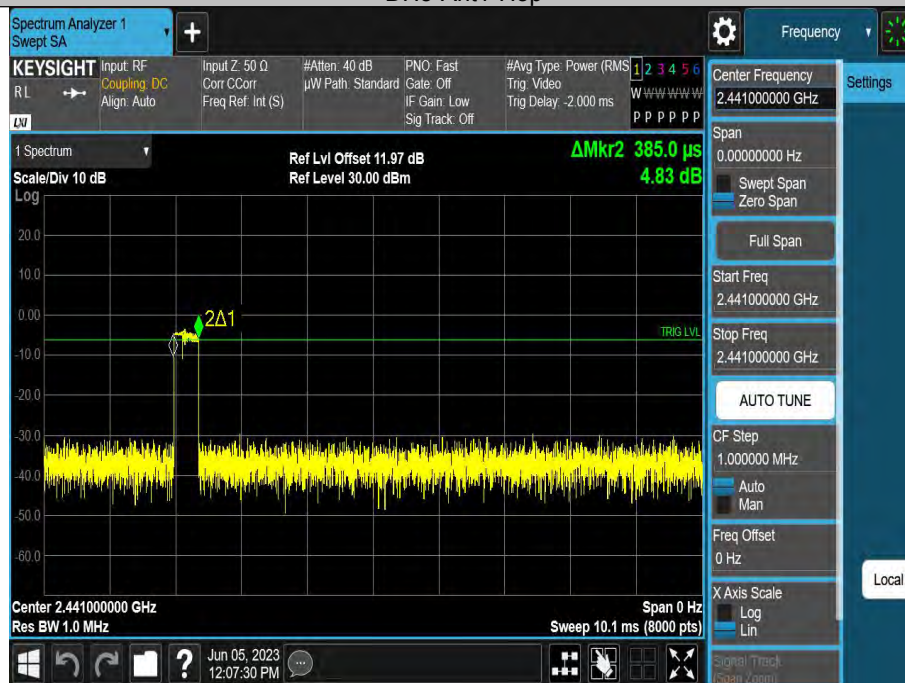 Spectrum Analyzer 1
Swept SA
Frequency
KEYSIGHT
RL
LXI
Input: RF
Coupling: DC
Align: Auto
Input Z: 50 Ω
Corr CCorr
Freq Ref: Int (S)
#Atten: 40 dB
µW Path: Standard
PNO: Fast
Gate: Off
IF Gain: Low
Sig Track: Off
#Avg Type: Power (RMS
Trig: Video
Trig Delay: -2.000 ms
1 2 3 4 5 6
W W W W W W
P P P P P P
Center Frequency
2.441000000 GHz
Settings
1 Spectrum
Scale/Div 10 dB
Log
Ref Lvl Offset 11.97 dB
Ref Level 30.00 dBm
ΔMkr2 385.0 µs
4.83 dB
Span
0.00000000 Hz
Swept Span
Zero Span
Full Span
Start Freq
2.441000000 GHz
Stop Freq
2.441000000 GHz
AUTO TUNE
CF Step
1.000000 MHz
Auto
Man
Freq Offset
0 Hz
X Axis Scale
Log
Lin
Signal Track
(Span Zoom)
Local
20.0
10.0
0.00
-10.0
-20.0
-30.0
-40.0
-50.0
-60.0
2Δ1
TRIG LVL
Center 2.441000000 GHz
Res BW 1.0 MHz
Span 0 Hz
Sweep 10.1 ms (8000 pts)
Jun 05, 2023
12:07:30 PM